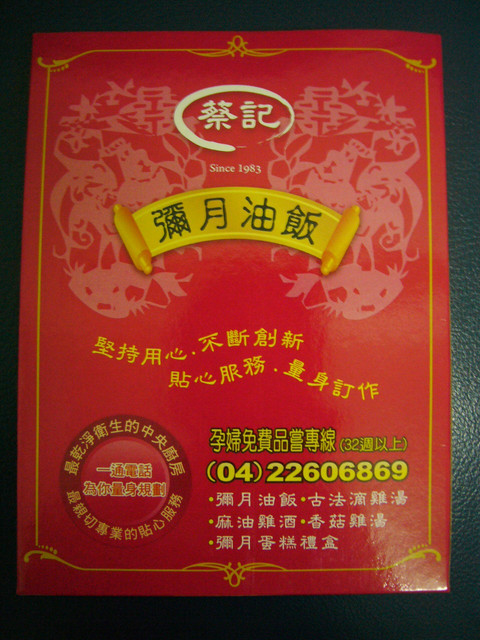 蔡記
Since 1983
彌月油飯
堅持用心.不斷創新
貼心服務.量身訂作
最乾淨衛生的中央廚房
一通電話
為你量身規劃
最親切專業的貼心服務
孕婦免費品嘗專線(32週以上)
(04)22606869
·彌月油飯·古法滴雞湯
·麻油雞酒·香菇雞湯
·彌月蛋糕禮盒